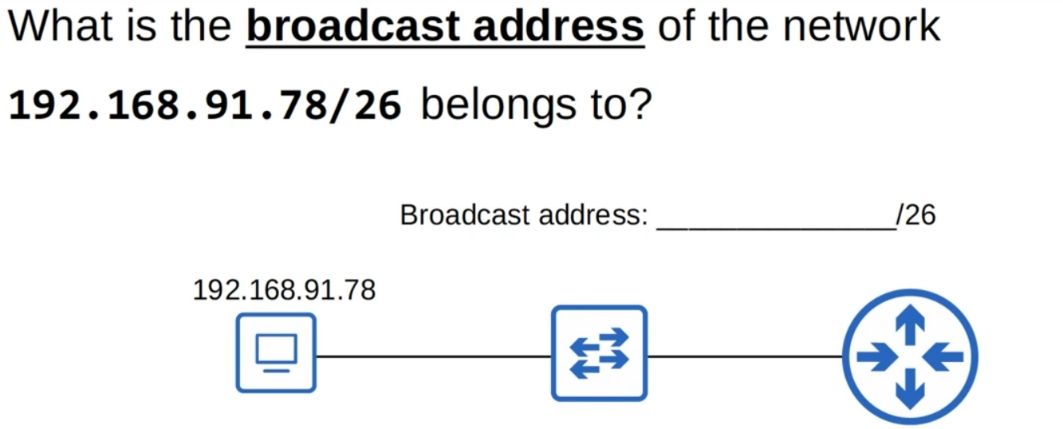 What is the broadcast address of the network
192.168.91.78/26 belongs to?
Broadcast address: _______________/26
192.168.91.78